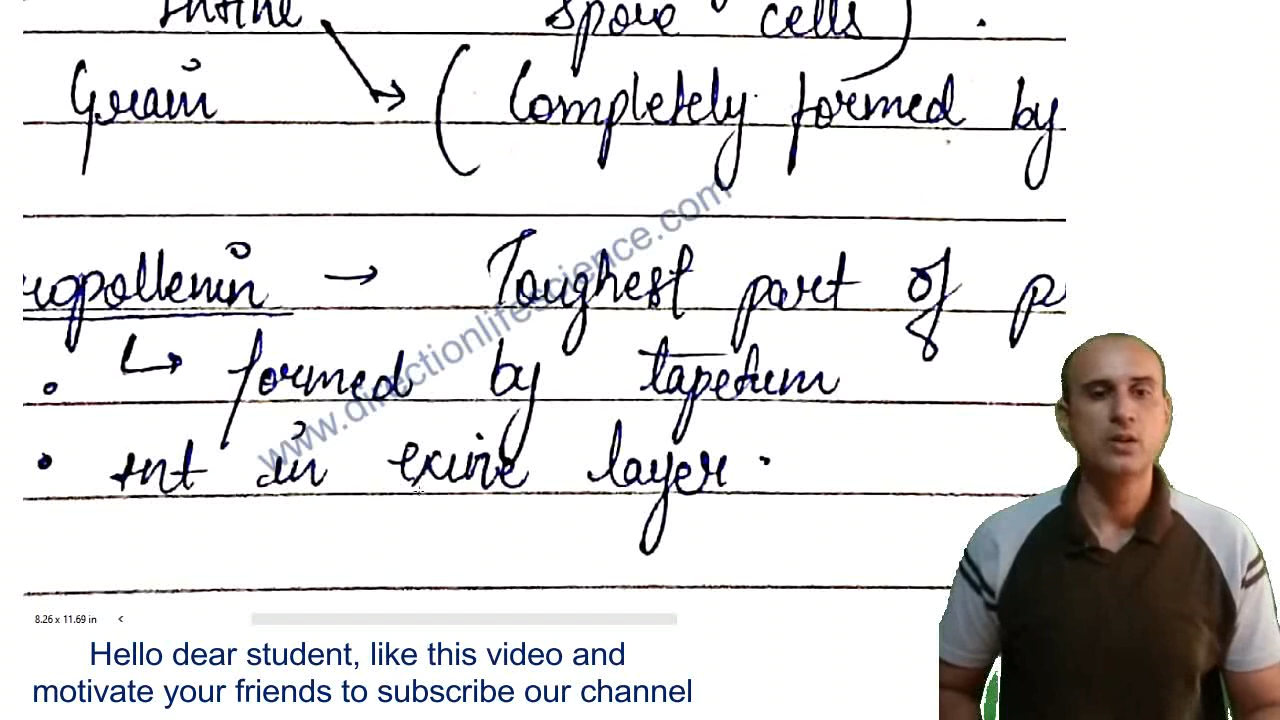 Intine spore cells) .
Grain → ( Completely formed by
ropollenin → Toughest part of p
↳ formed by tapetum
• +nt in exine layer.
www.directionlifescience.com
8.26 x 11.69 in <
Hello dear student, like this video and
motivate your friends to subscribe our channel